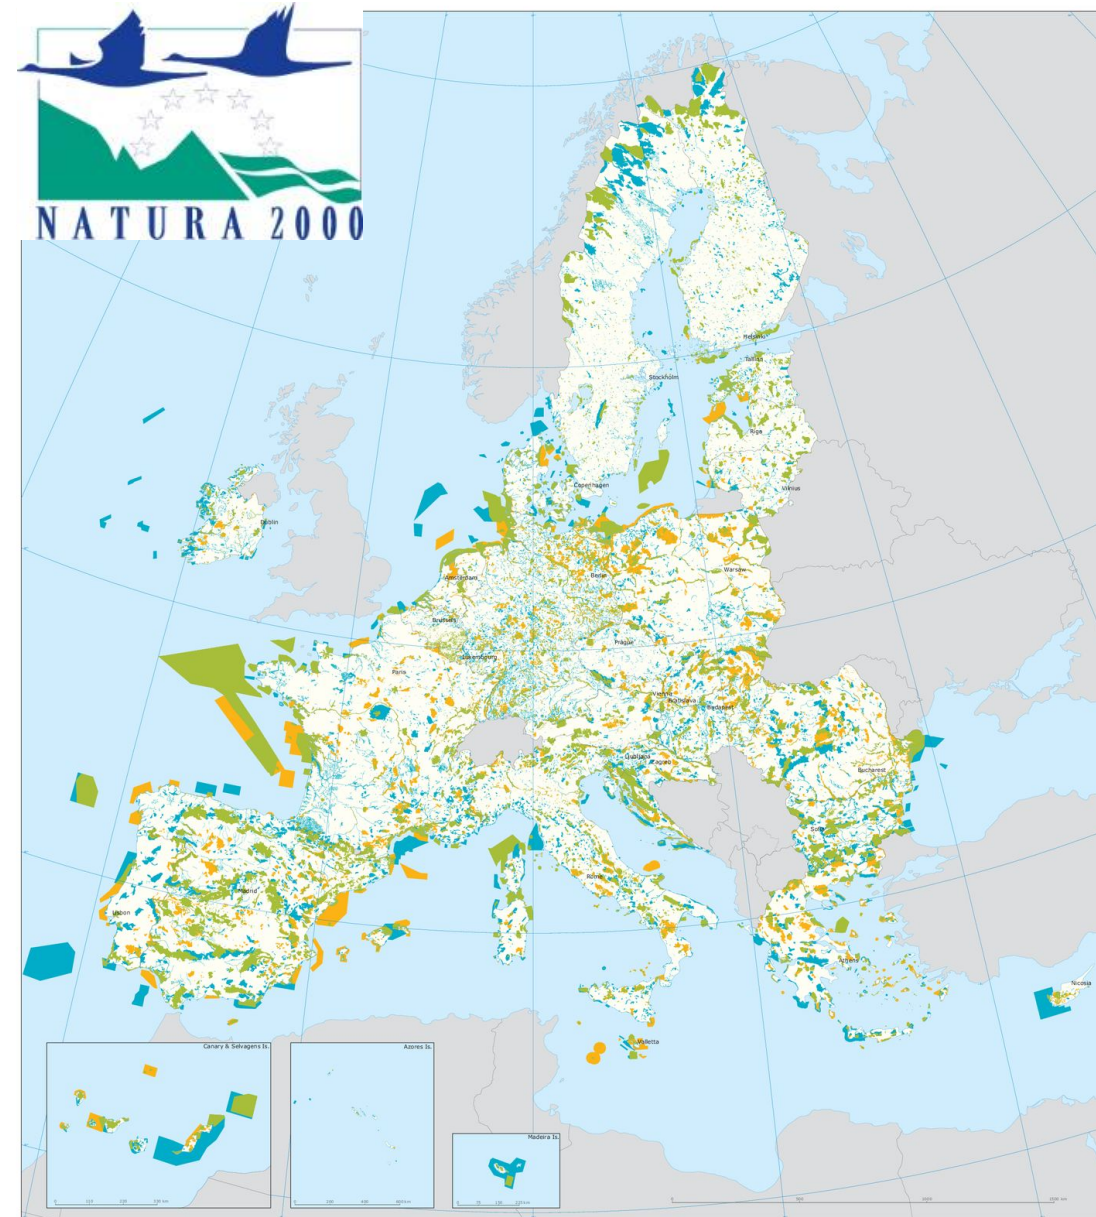 NATURA 2000
Helsinki
Tallinn
Stockholm
Riga
Copenhagen
Vilnius
Dublin
Amsterdam
Berlin
Warsaw
Brussels
Prague
Luxembourg
Paris
Vienna
Bratislava
Budapest
Ljubljana
Zagreb
Bucharest
Sofia
Rome
Madrid
Lisbon
Athens
Nicosia
Valletta
Canary & Selvagens Is.
Azores Is.
Madeira Is.